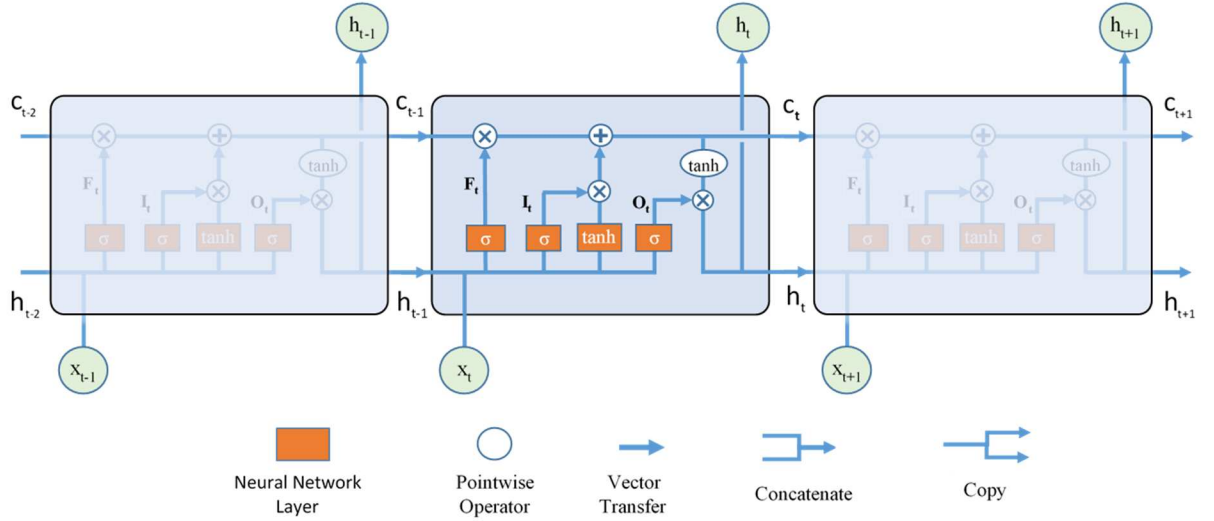 h_t-1 h_t h_t+1
C_t-2 C_t-1 C_t C_t+1
× + × + × +
tanh tanh tanh
F_t × F_t × F_t ×
I_t O_t × I_t O_t × I_t O_t ×
σ σ tanh σ σ σ tanh σ σ σ tanh σ
h_t-2 h_t-1 h_t h_t+1
X_t-1 X_t X_t+1
Neural Network
Layer
Pointwise
Operator
Vector
Transfer
Concatenate
Copy